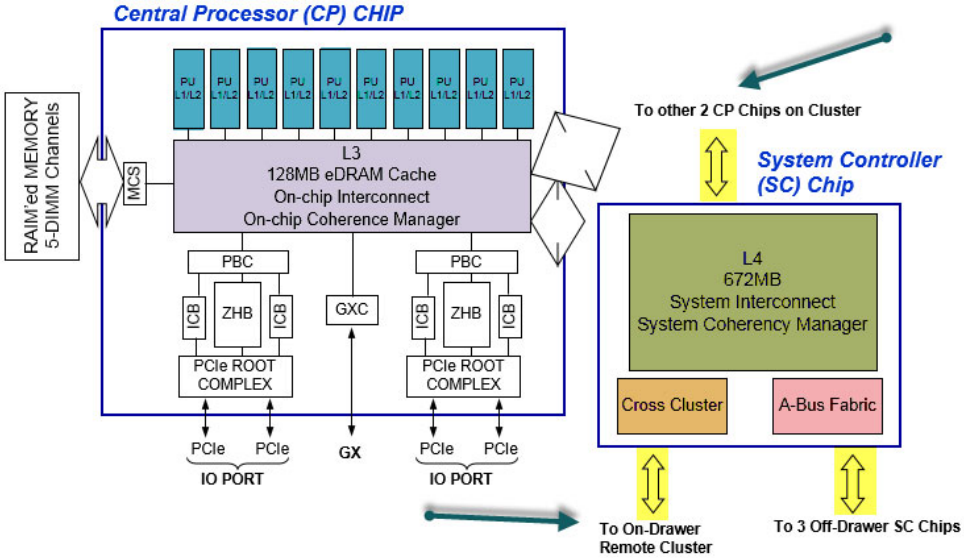 Central Processor (CP) CHIP
PU
L1/L2
PU
L1/L2
PU
L1/L2
PU
L1/L2
PU
L1/L2
PU
L1/L2
PU
L1/L2
PU
L1/L2
PU
L1/L2
PU
L1/L2
RAIM'ed MEMORY
5-DIMM Channels
MCS
L3
128MB eDRAM Cache
On-chip Interconnect
On-chip Coherence Manager
PBC
ICB
ZHB
ICB
PCIe ROOT
COMPLEX
GXC
PBC
ICB
ZHB
ICB
PCIe ROOT
COMPLEX
PCIe
PCIe
IO PORT
GX
PCIe
PCIe
IO PORT
To other 2 CP Chips on Cluster
System Controller
(SC) Chip
L4
672MB
System Interconnect
System Coherency Manager
Cross Cluster
A-Bus Fabric
To On-Drawer
Remote Cluster
To 3 Off-Drawer SC Chips